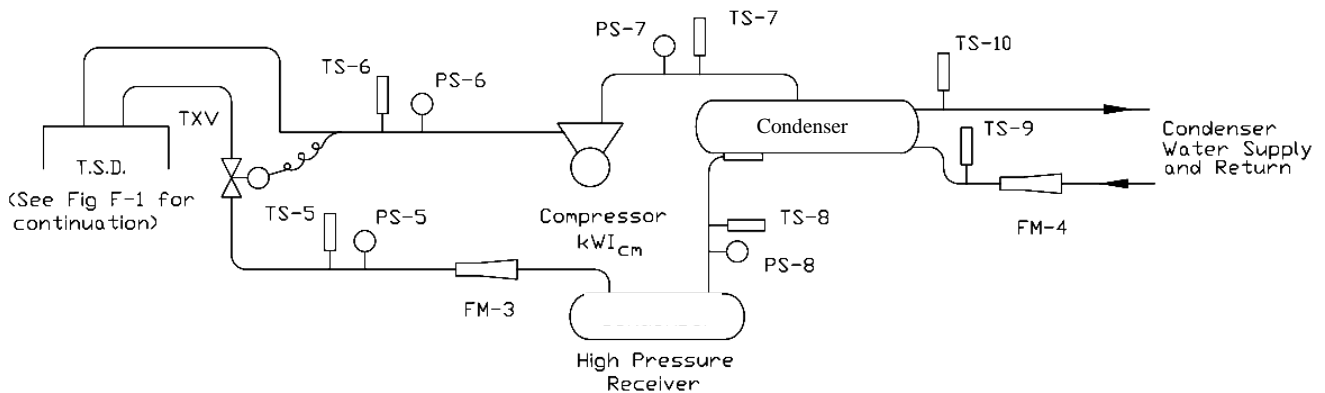 TS-7
PS-7
TS-10
TS-6
PS-6
TXV
Condenser
TS-9
Condenser
Water Supply
and Return
T.S.D.
(See Fig F-1 for
continuation)
TS-5
PS-5
Compressor
kWIcm
TS-8
FM-4
PS-8
FM-3
High Pressure
Receiver